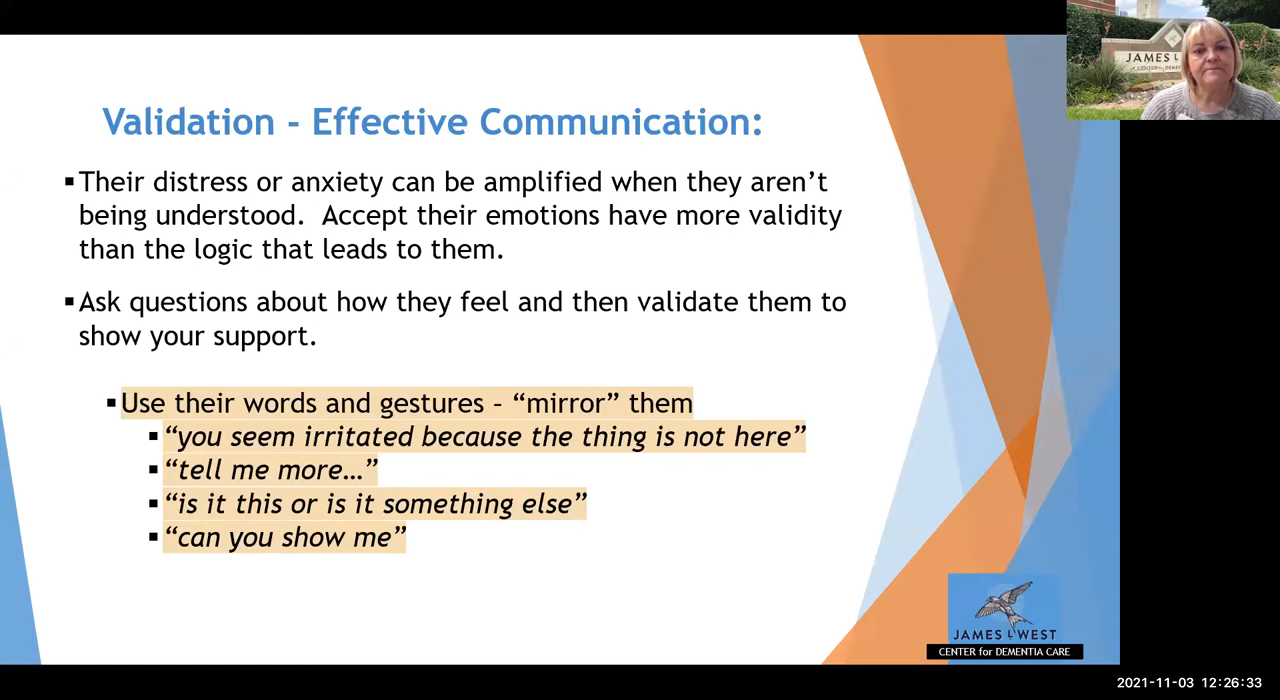 JAMES L
A CENTER for DEMEN
Validation - Effective Communication:
▪Their distress or anxiety can be amplified when they aren’t
being understood.  Accept their emotions have more validity
than the logic that leads to them.
▪Ask questions about how they feel and then validate them to
show your support.
▪Use their words and gestures – “mirror” them
▪“you seem irritated because the thing is not here”
▪“tell me more…”
▪“is it this or is it something else”
▪“can you show me”
JAMES L WEST
CENTER for DEMENTIA CARE
2021-11-03 12:26:33